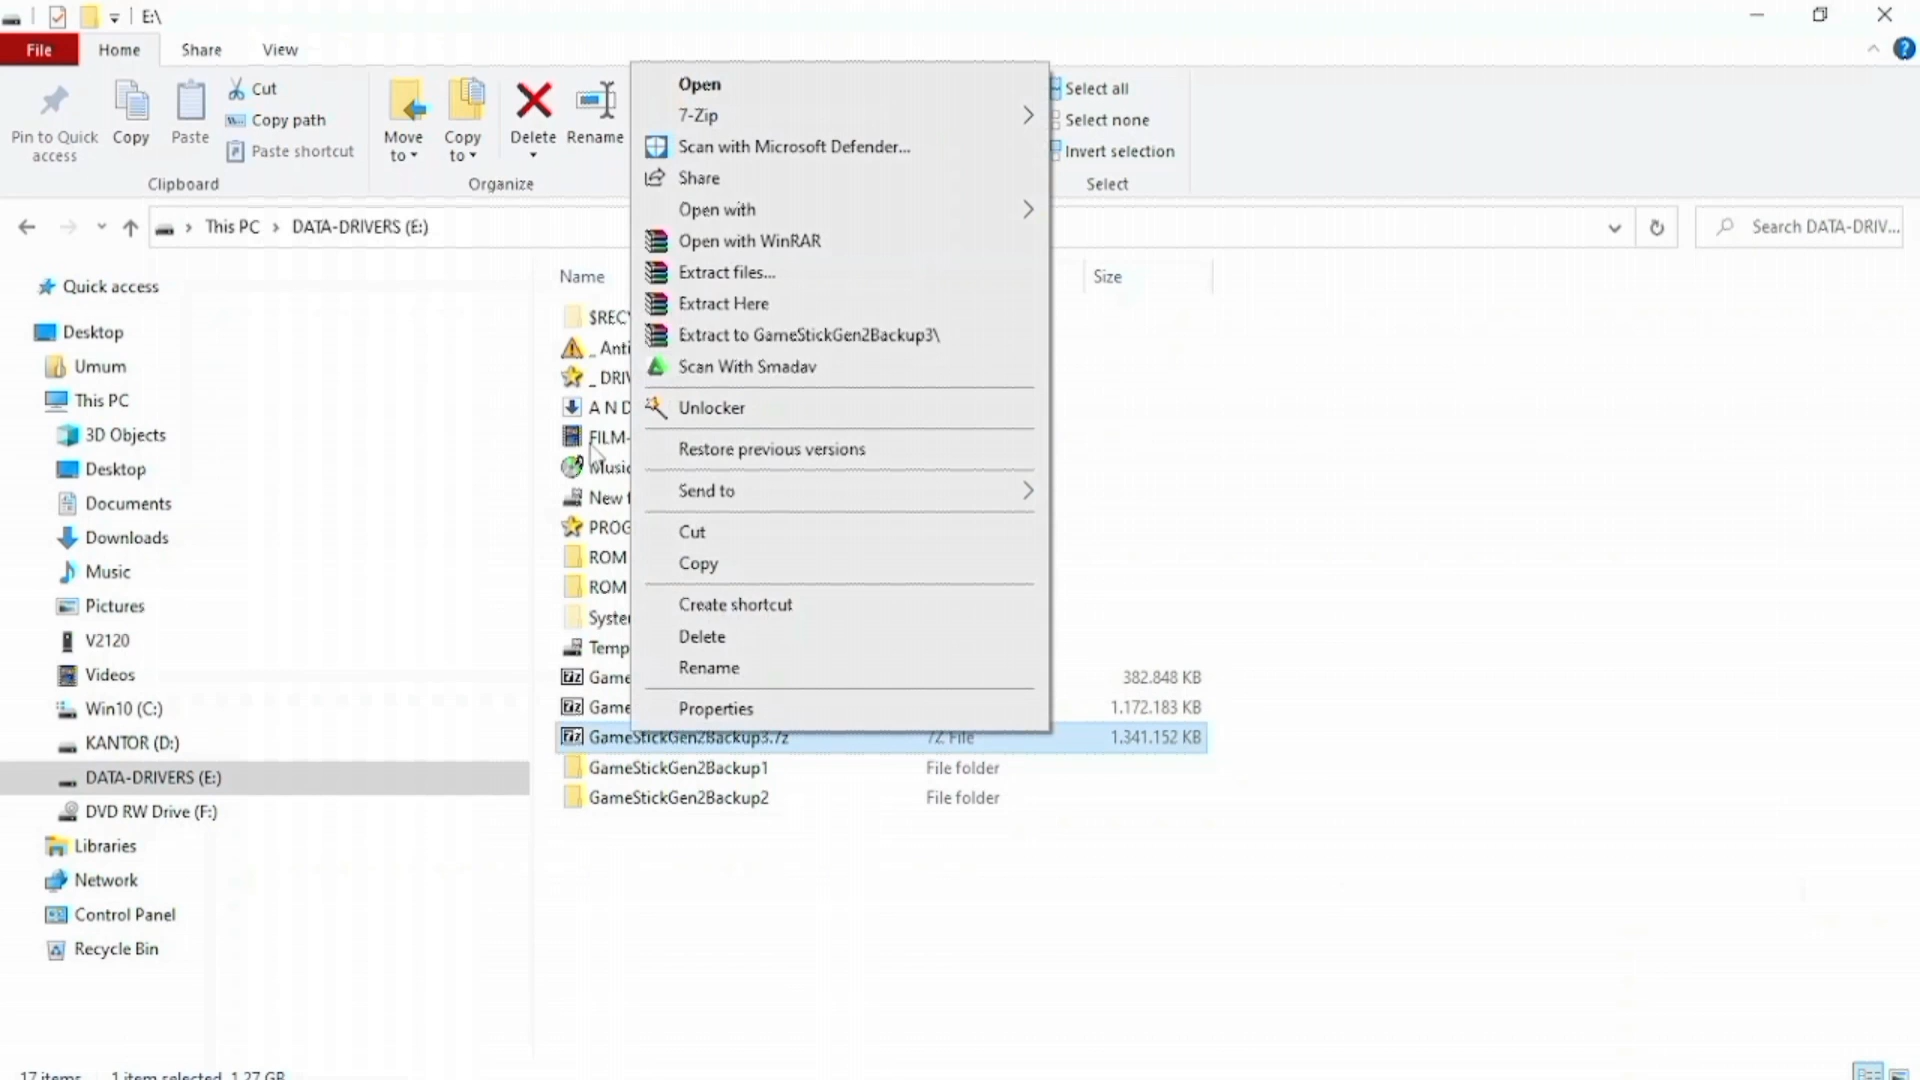 E:\
File Home Share View
Pin to Quick access
Copy
Paste
Cut
Copy path
Paste shortcut
Clipboard
Move to
Copy to
Delete
Rename
Organize
Select all
Select none
Invert selection
Select
This PC > DATA-DRIVERS (E:)
Search DATA-DRIV...
Quick access
Desktop
Umum
This PC
3D Objects
Desktop
Documents
Downloads
Music
Pictures
V2120
Videos
Win10 (C:)
KANTOR (D:)
DATA-DRIVERS (E:)
DVD RW Drive (F:)
Libraries
Network
Control Panel
Recycle Bin
Name Size
$REC
_ Anti
_ DRIV
A N D
FILM-
Music
New
PROG
ROM
ROM
System
Temp
Game 382.848 KB
Game 1.172.183 KB
GameStickGen2Backup3.7z 7Z File 1.341.152 KB
GameStickGen2Backup1 File folder
GameStickGen2Backup2 File folder
Open
7-Zip
Scan with Microsoft Defender...
Share
Open with
Open with WinRAR
Extract files...
Extract Here
Extract to GameStickGen2Backup3\
Scan With Smadav
Unlocker
Restore previous versions
Send to
Cut
Copy
Create shortcut
Delete
Rename
Properties
17 items 1 item selected 1,27 GB